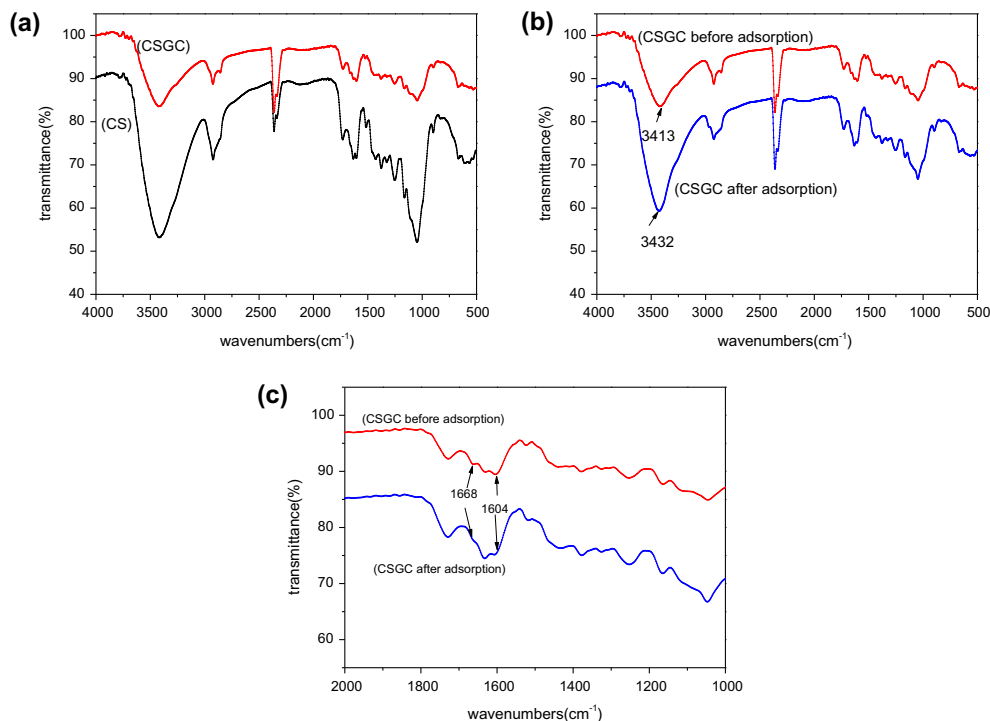 (a)
(CSGC)
(CS)
100
90
80
70
60
50
40
transmittance(%)
4000 3500 3000 2500 2000 1500 1000 500
wavenumbers(cm⁻¹)
(b)
(CSGC before adsorption)
3413
(CSGC after adsorption)
3432
100
90
80
70
60
50
40
transmittance(%)
4000 3500 3000 2500 2000 1500 1000 500
wavenumbers(cm⁻¹)
(c)
(CSGC before adsorption)
1668
1604
(CSGC after adsorption)
100
90
80
70
60
transmittance(%)
2000 1800 1600 1400 1200 1000
wavenumbers(cm⁻¹)